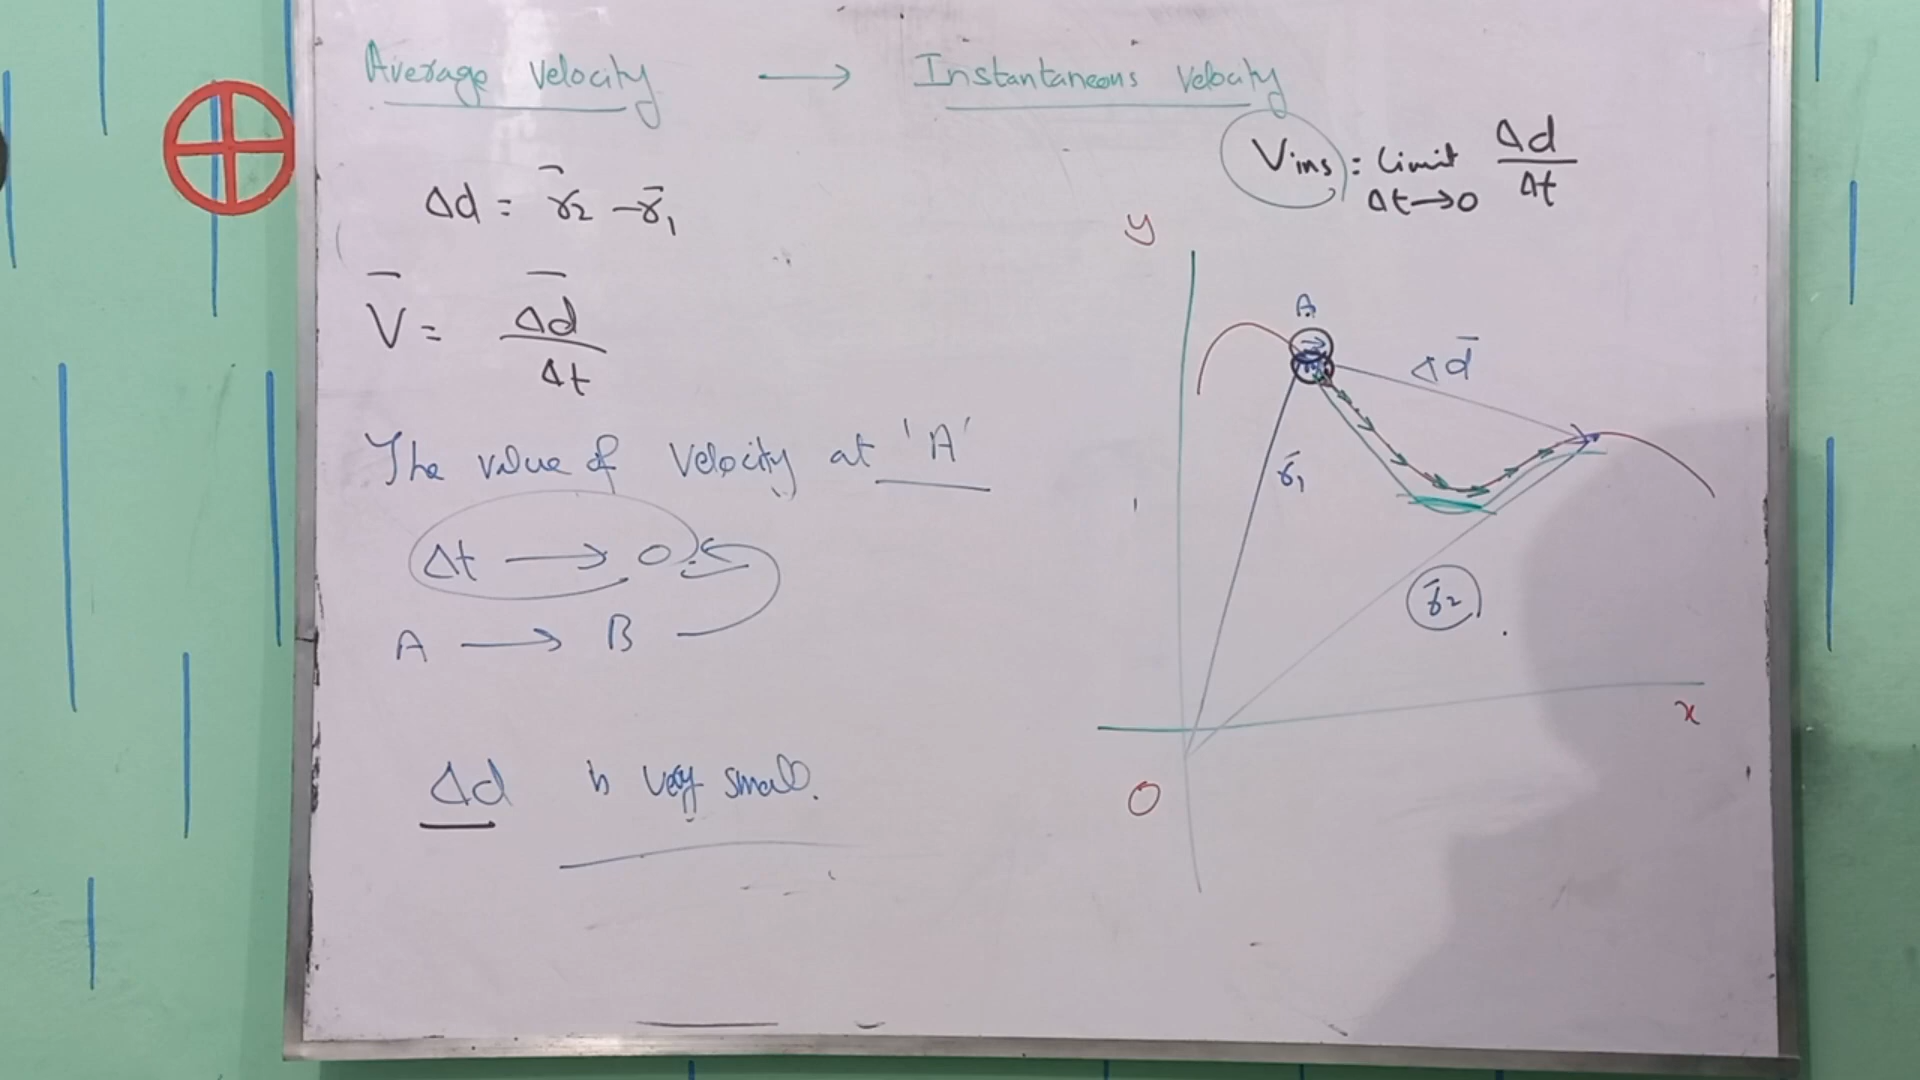 Average Velocity → Instantaneous Velocity
Vins : Limit Δt→0 Δd/Δt
Δd = r̄2 - r̄1
V̄ = Δd̄/Δt
The value of Velocity at 'A'
Δt → 0
A → B
Δd is very small.
y
A
Δd̄
r̄1
r̄2
x
O